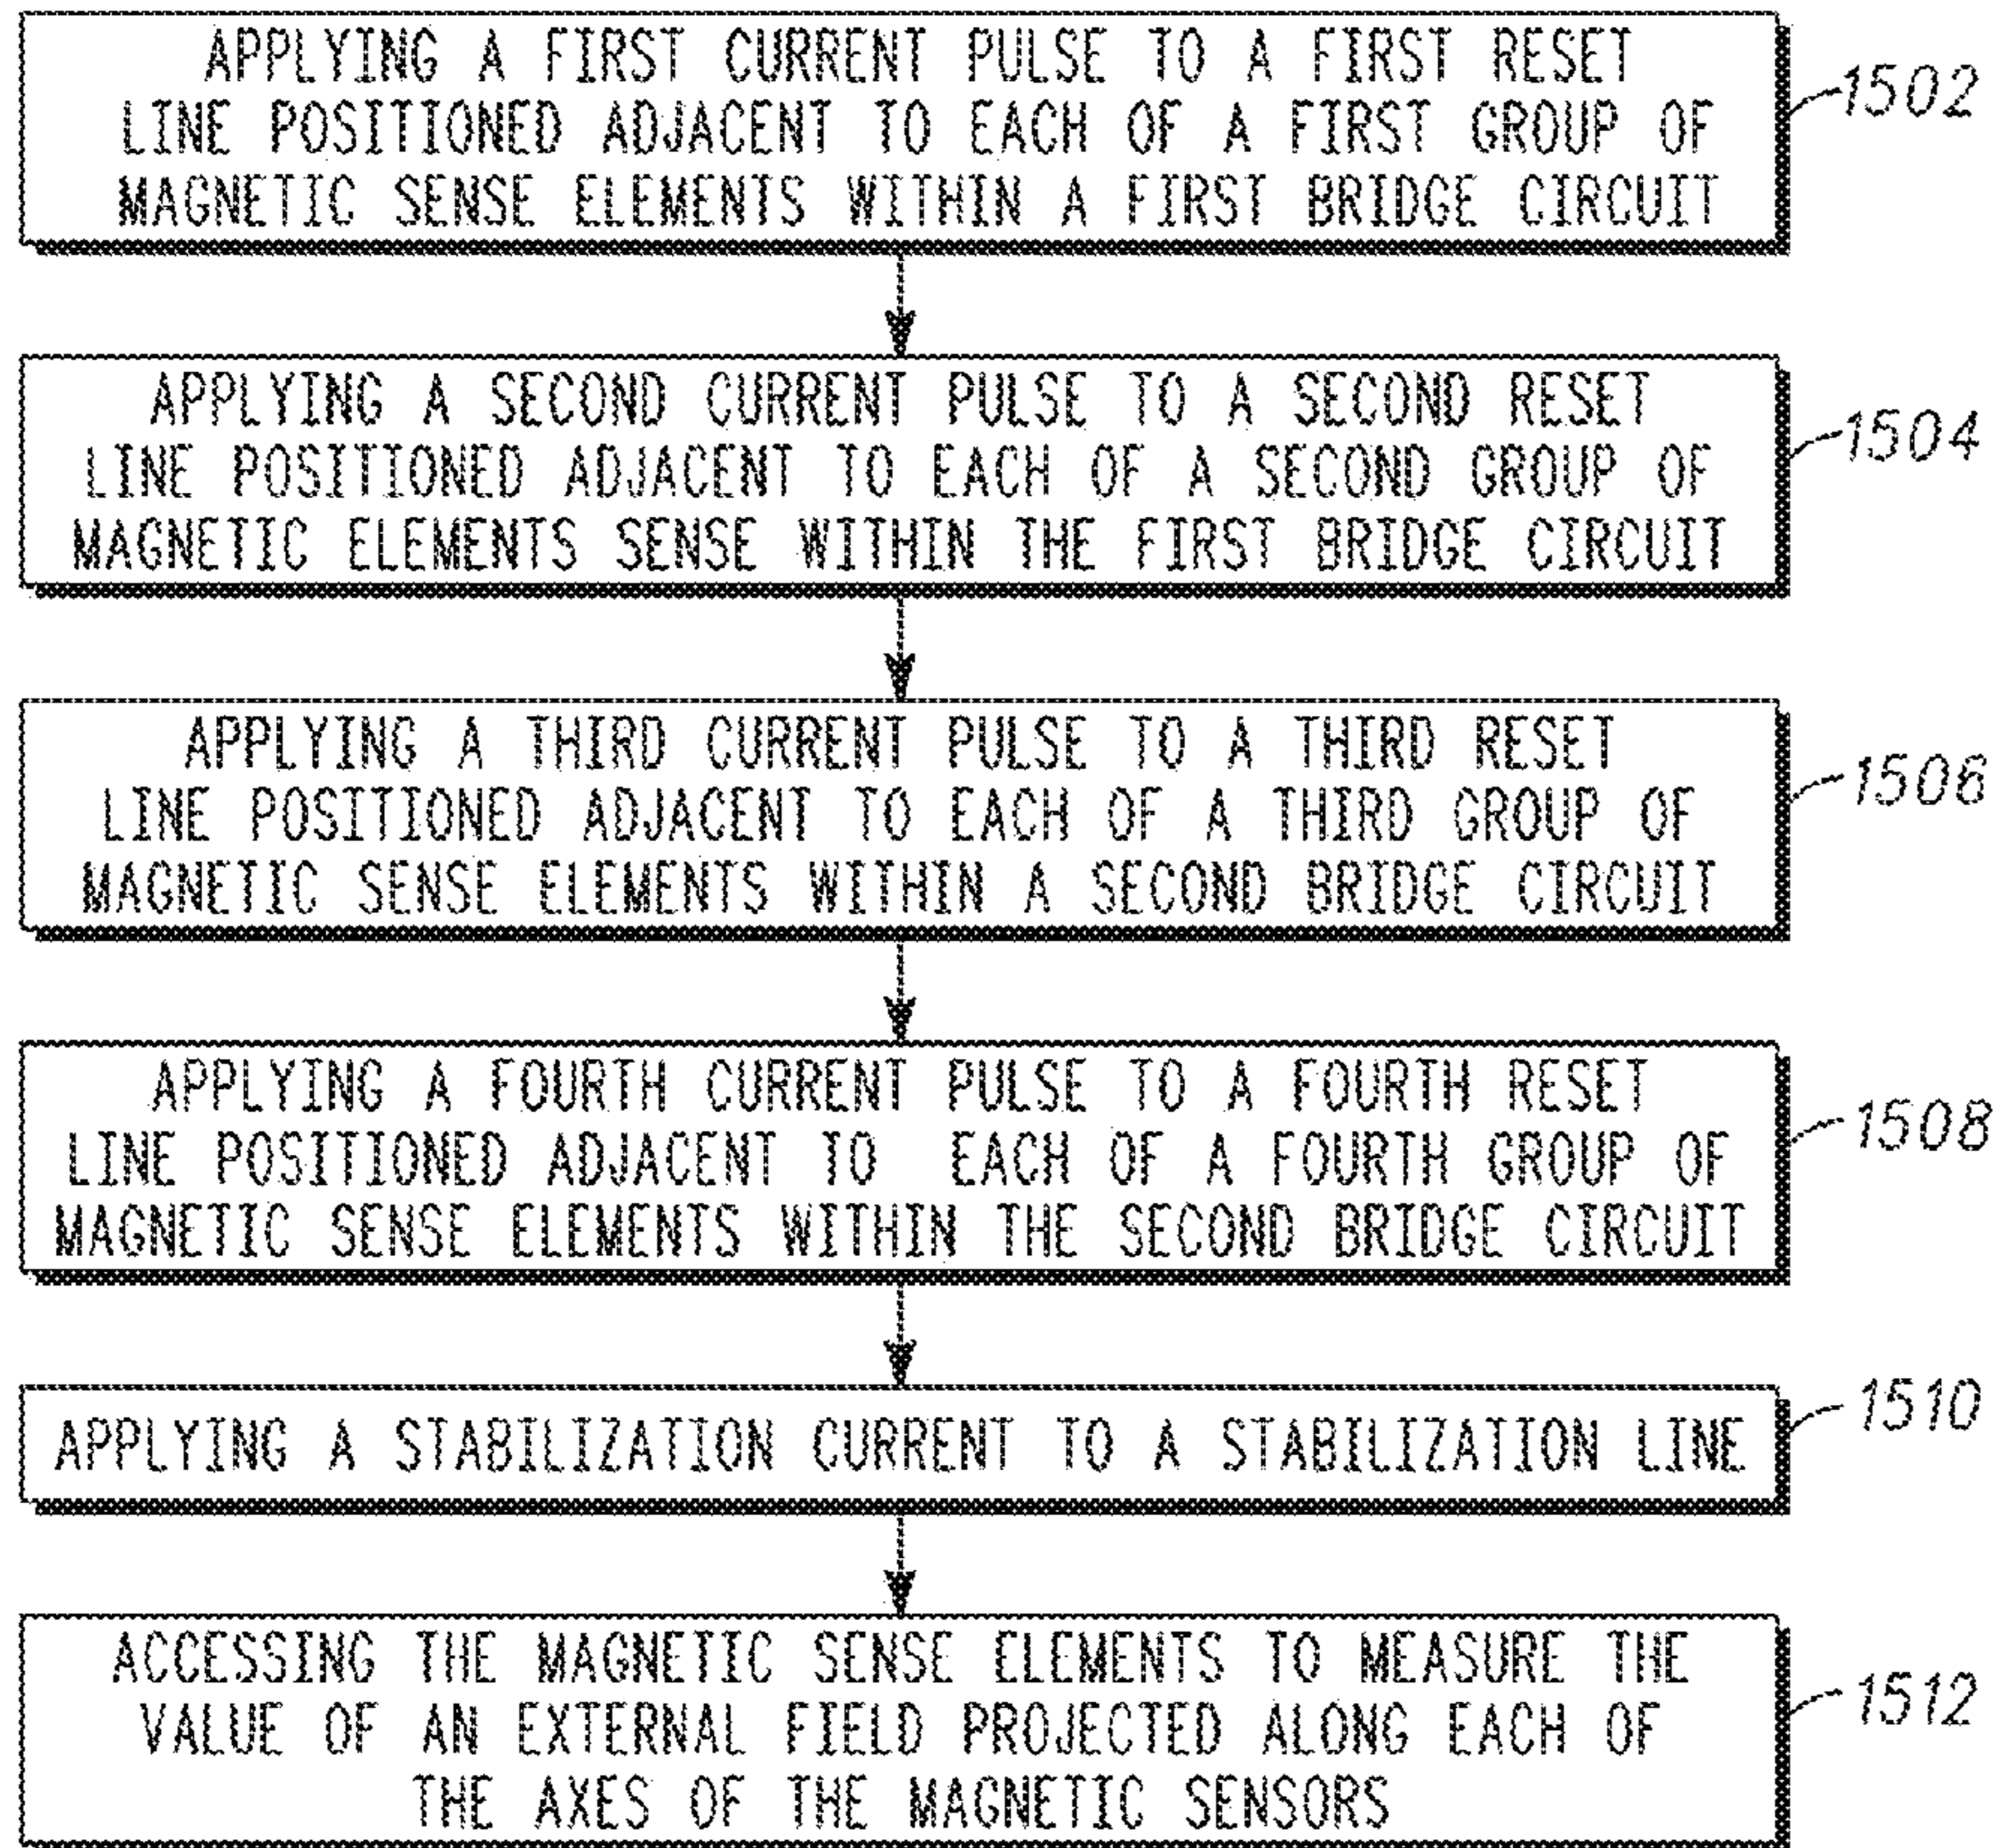 APPLYING A FIRST CURRENT PULSE TO A FIRST RESET
LINE POSITIONED ADJACENT TO EACH OF A FIRST GROUP OF
MAGNETIC SENSE ELEMENTS WITHIN A FIRST BRIDGE CIRCUIT
1502
APPLYING A SECOND CURRENT PULSE TO A SECOND RESET
LINE POSITIONED ADJACENT TO EACH OF A SECOND GROUP OF
MAGNETIC ELEMENTS SENSE WITHIN THE FIRST BRIDGE CIRCUIT
1504
APPLYING A THIRD CURRENT PULSE TO A THIRD RESET
LINE POSITIONED ADJACENT TO EACH OF A THIRD GROUP OF
MAGNETIC SENSE ELEMENTS WITHIN A SECOND BRIDGE CIRCUIT
1506
APPLYING A FOURTH CURRENT PULSE TO A FOURTH RESET
LINE POSITIONED ADJACENT TO EACH OF A FOURTH GROUP OF
MAGNETIC SENSE ELEMENTS WITHIN THE SECOND BRIDGE CIRCUIT
1508
APPLYING A STABILIZATION CURRENT TO A STABILIZATION LINE
1510
ACCESSING THE MAGNETIC SENSE ELEMENTS TO MEASURE THE
VALUE OF AN EXTERNAL FIELD PROJECTED ALONG EACH OF
THE AXES OF THE MAGNETIC SENSORS
1512